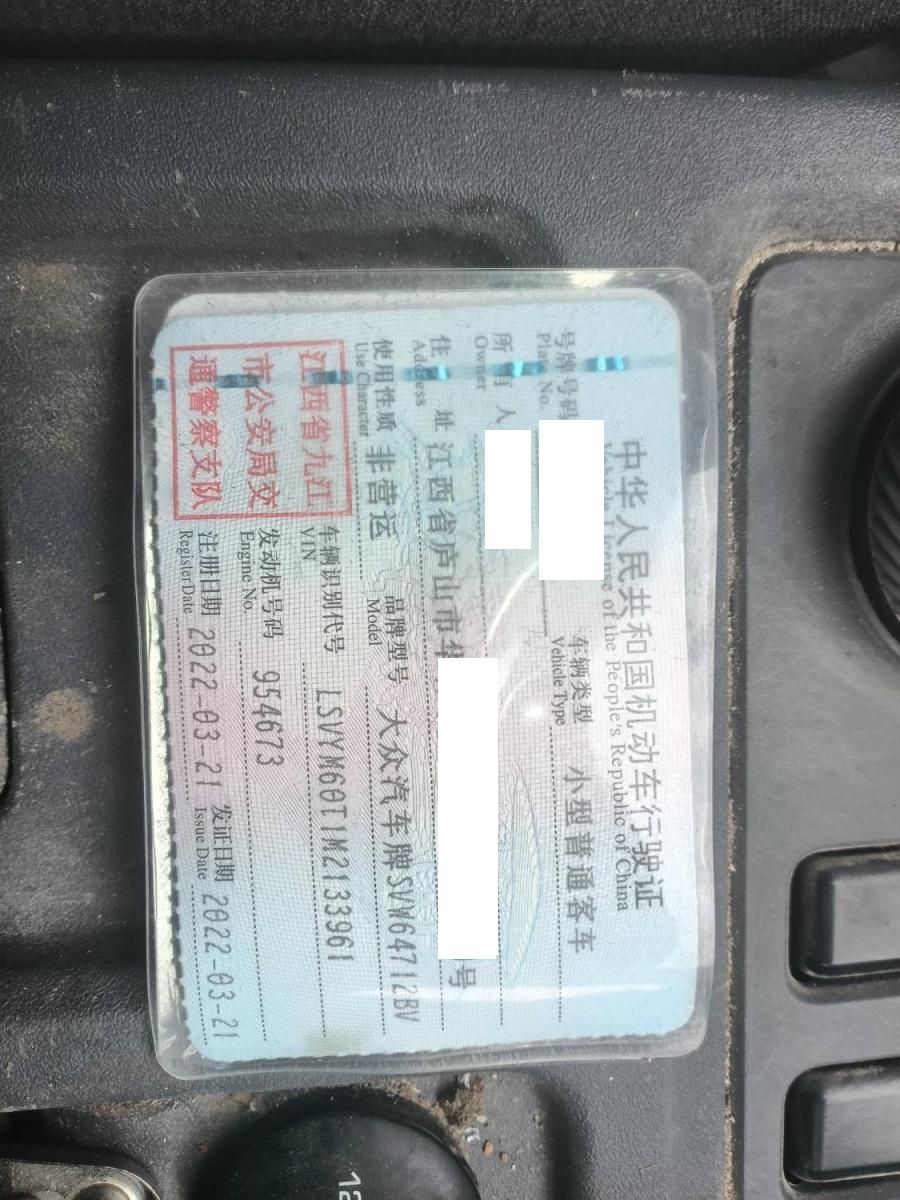 中华人民共和国机动车行驶证
Vehicle License of the People's Republic of China
号牌号码
Plate No.
车辆类型 小型普通客车
Vehicle Type
所有人
Owner
住址 江西省庐山市华
号
Address
使用性质 非营运
Use Character
品牌型号 大众汽车牌SVW64712BV
Model
车辆识别代号 LSVYM60T1M2133961
VIN
发动机号码 954673
Engine No.
注册日期 2022-03-21
Register Date
发证日期 2022-03-21
Issue Date
江西省九江
市公安局交
通警察支队
12